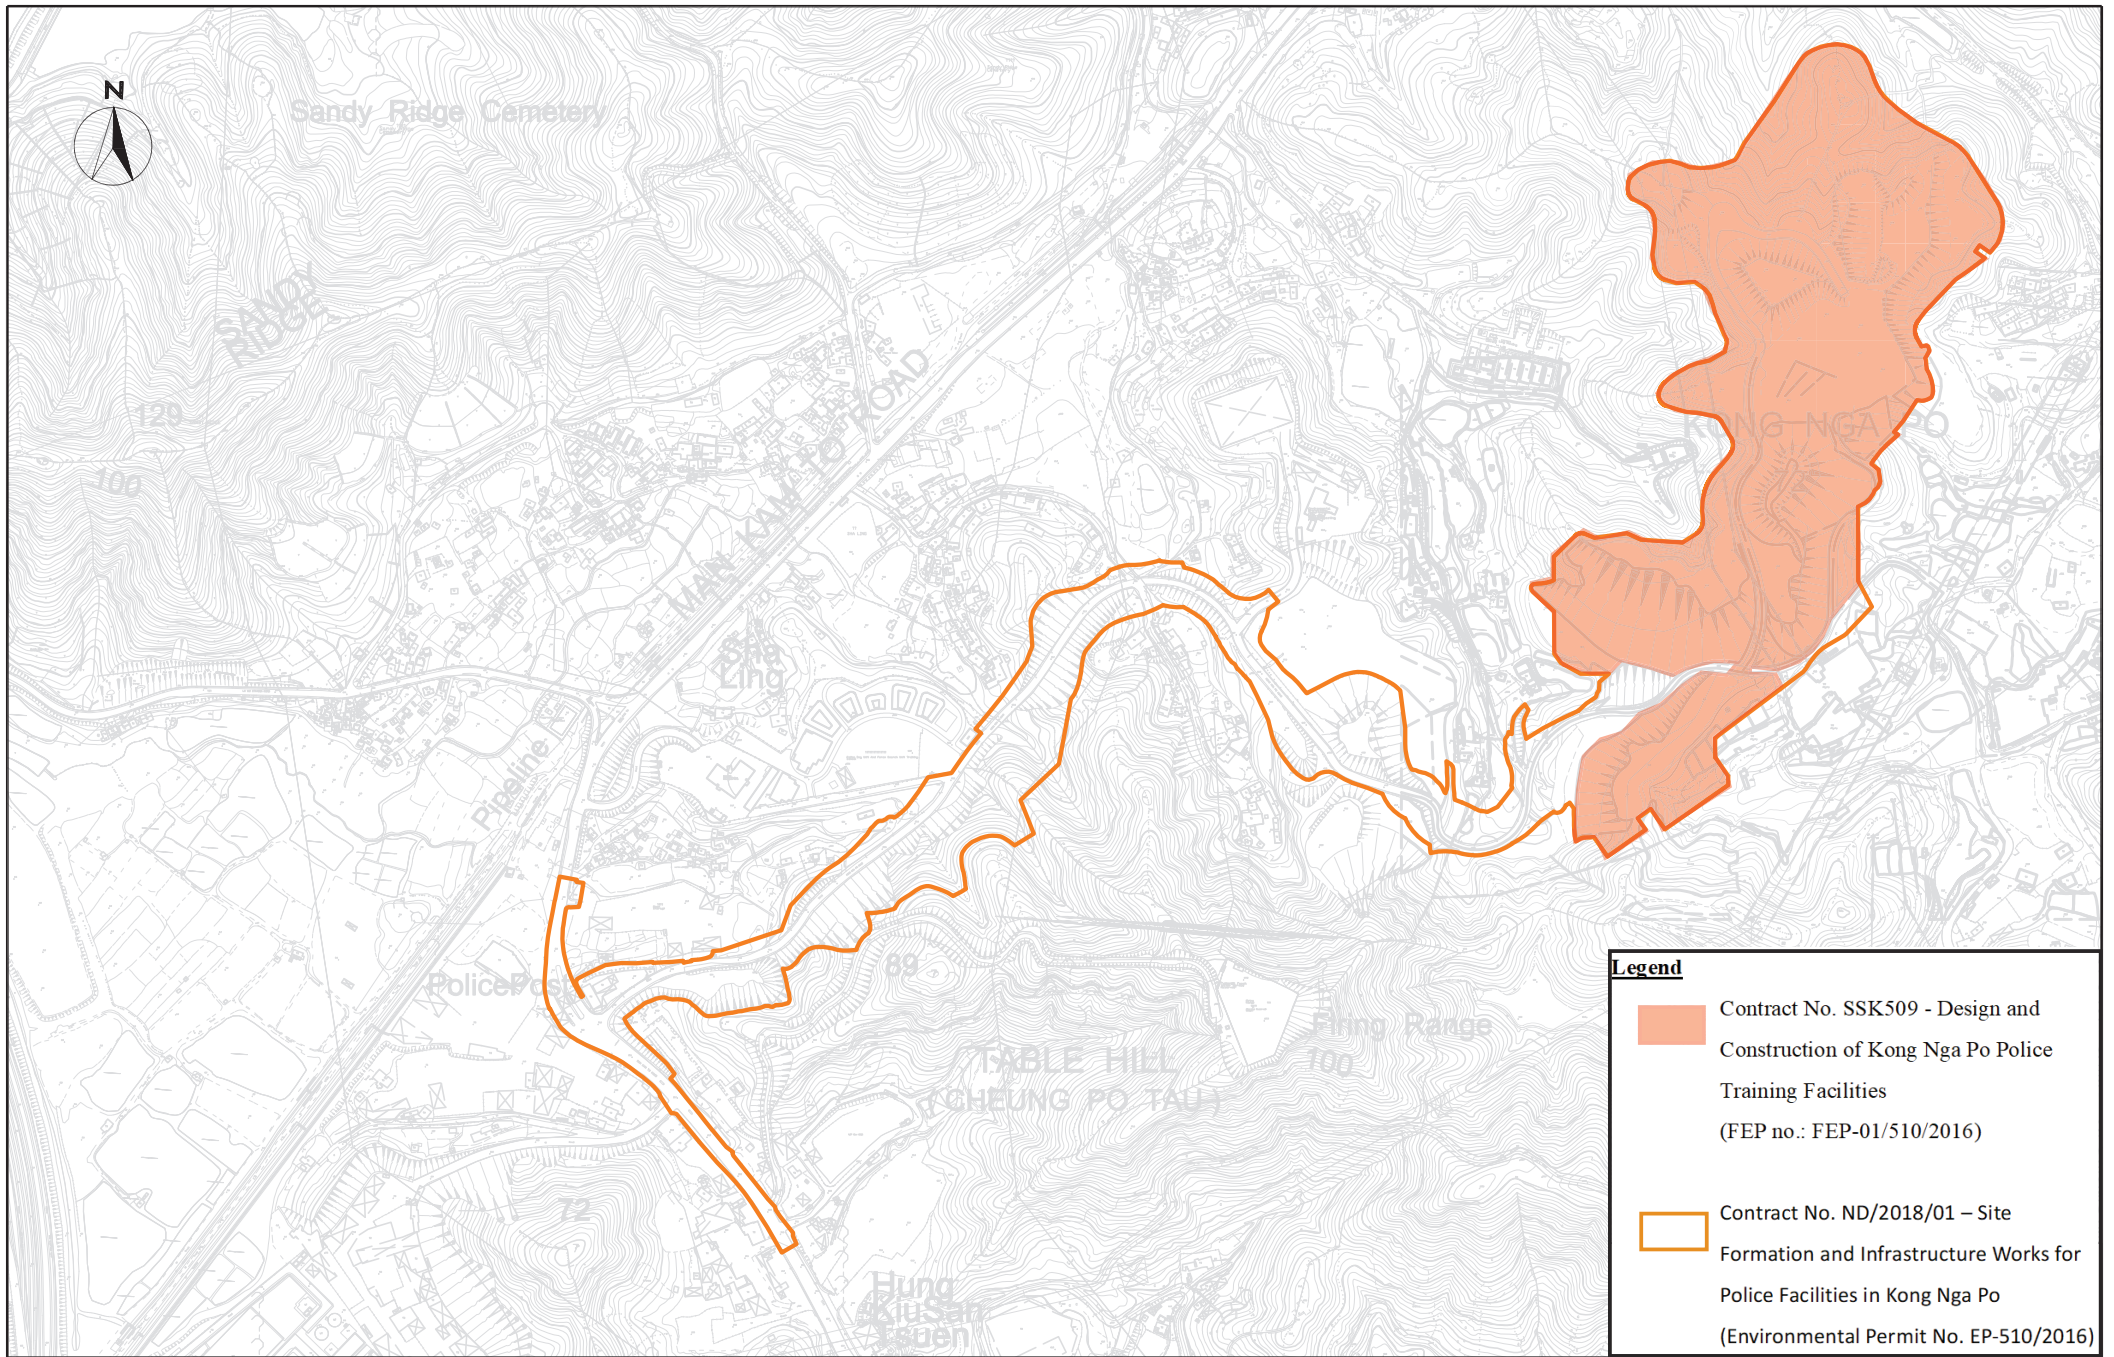 N
Sandy Ridge Cemetery
SANDY
RIDGE
129
100
MAN KAM TO ROAD
KONG NGA PO
Sha
Ling
Pipeline
Police Post
89
Firing Range
TABLE HILL
100
(CHEUNG PO TAU)
72
Hung
KiuSan
Tsuen
Legend
Contract No. SSK509 - Design and
Construction of Kong Nga Po Police
Training Facilities
(FEP no.: FEP-01/510/2016)
Contract No. ND/2018/01 – Site
Formation and Infrastructure Works for
Police Facilities in Kong Nga Po
(Environmental Permit No. EP-510/2016)